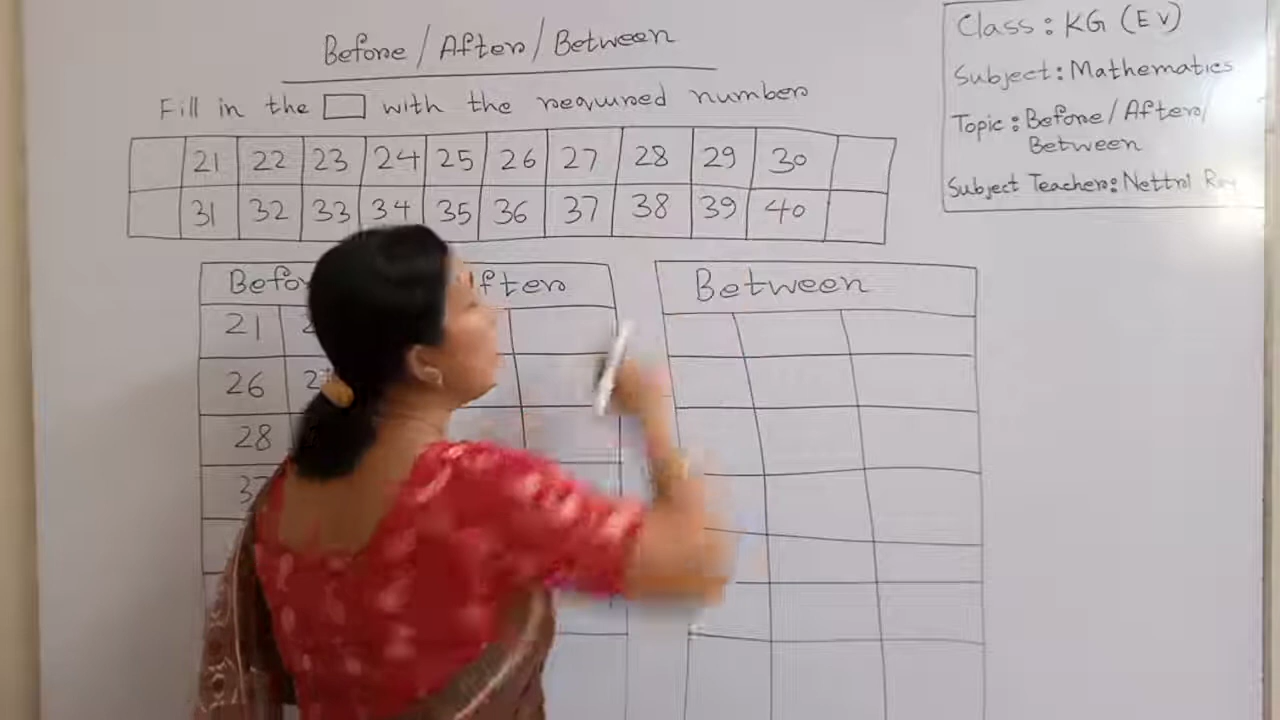 Before / After / Between
Fill in the with the required number
21 22 23 24 25 26 27 28 29 30
31 32 33 34 35 36 37 38 39 40
After
Between
21
26
28
Class: KG (EV)
Subject: Mathematics
Topic: Before / After /
Between
Subject Teacher: